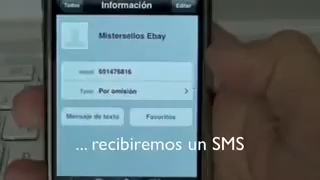 Todos Información Editar
Mistersellos Ebay
móvil 691476816
Tono Por omisión
Mensaje de texto Favoritos
... recibiremos un SMS